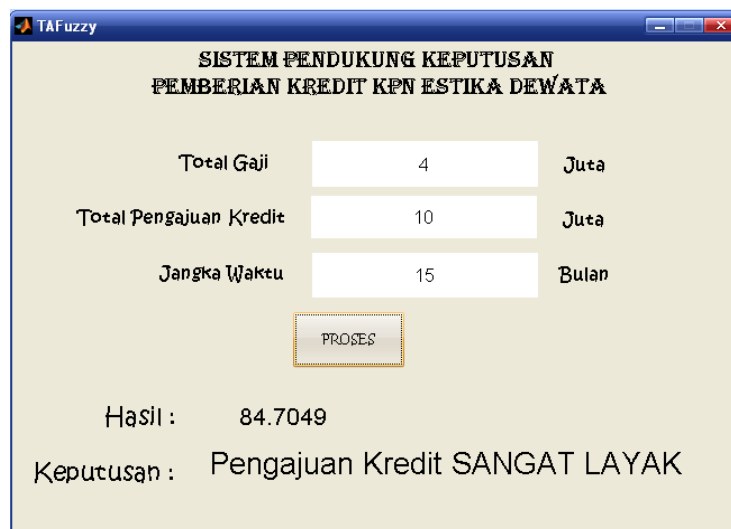 TAFuzzy
SISTEM PENDUKUNG KEPUTUSAN
PEMBERIAN KREDIT KPN ESTIKA DEWATA
Total Gaji 4 Juta
Total Pengajuan Kredit 10 Juta
Jangka Waktu 15 Bulan
PROSES
Hasil : 84.7049
Keputusan : Pengajuan Kredit SANGAT LAYAK